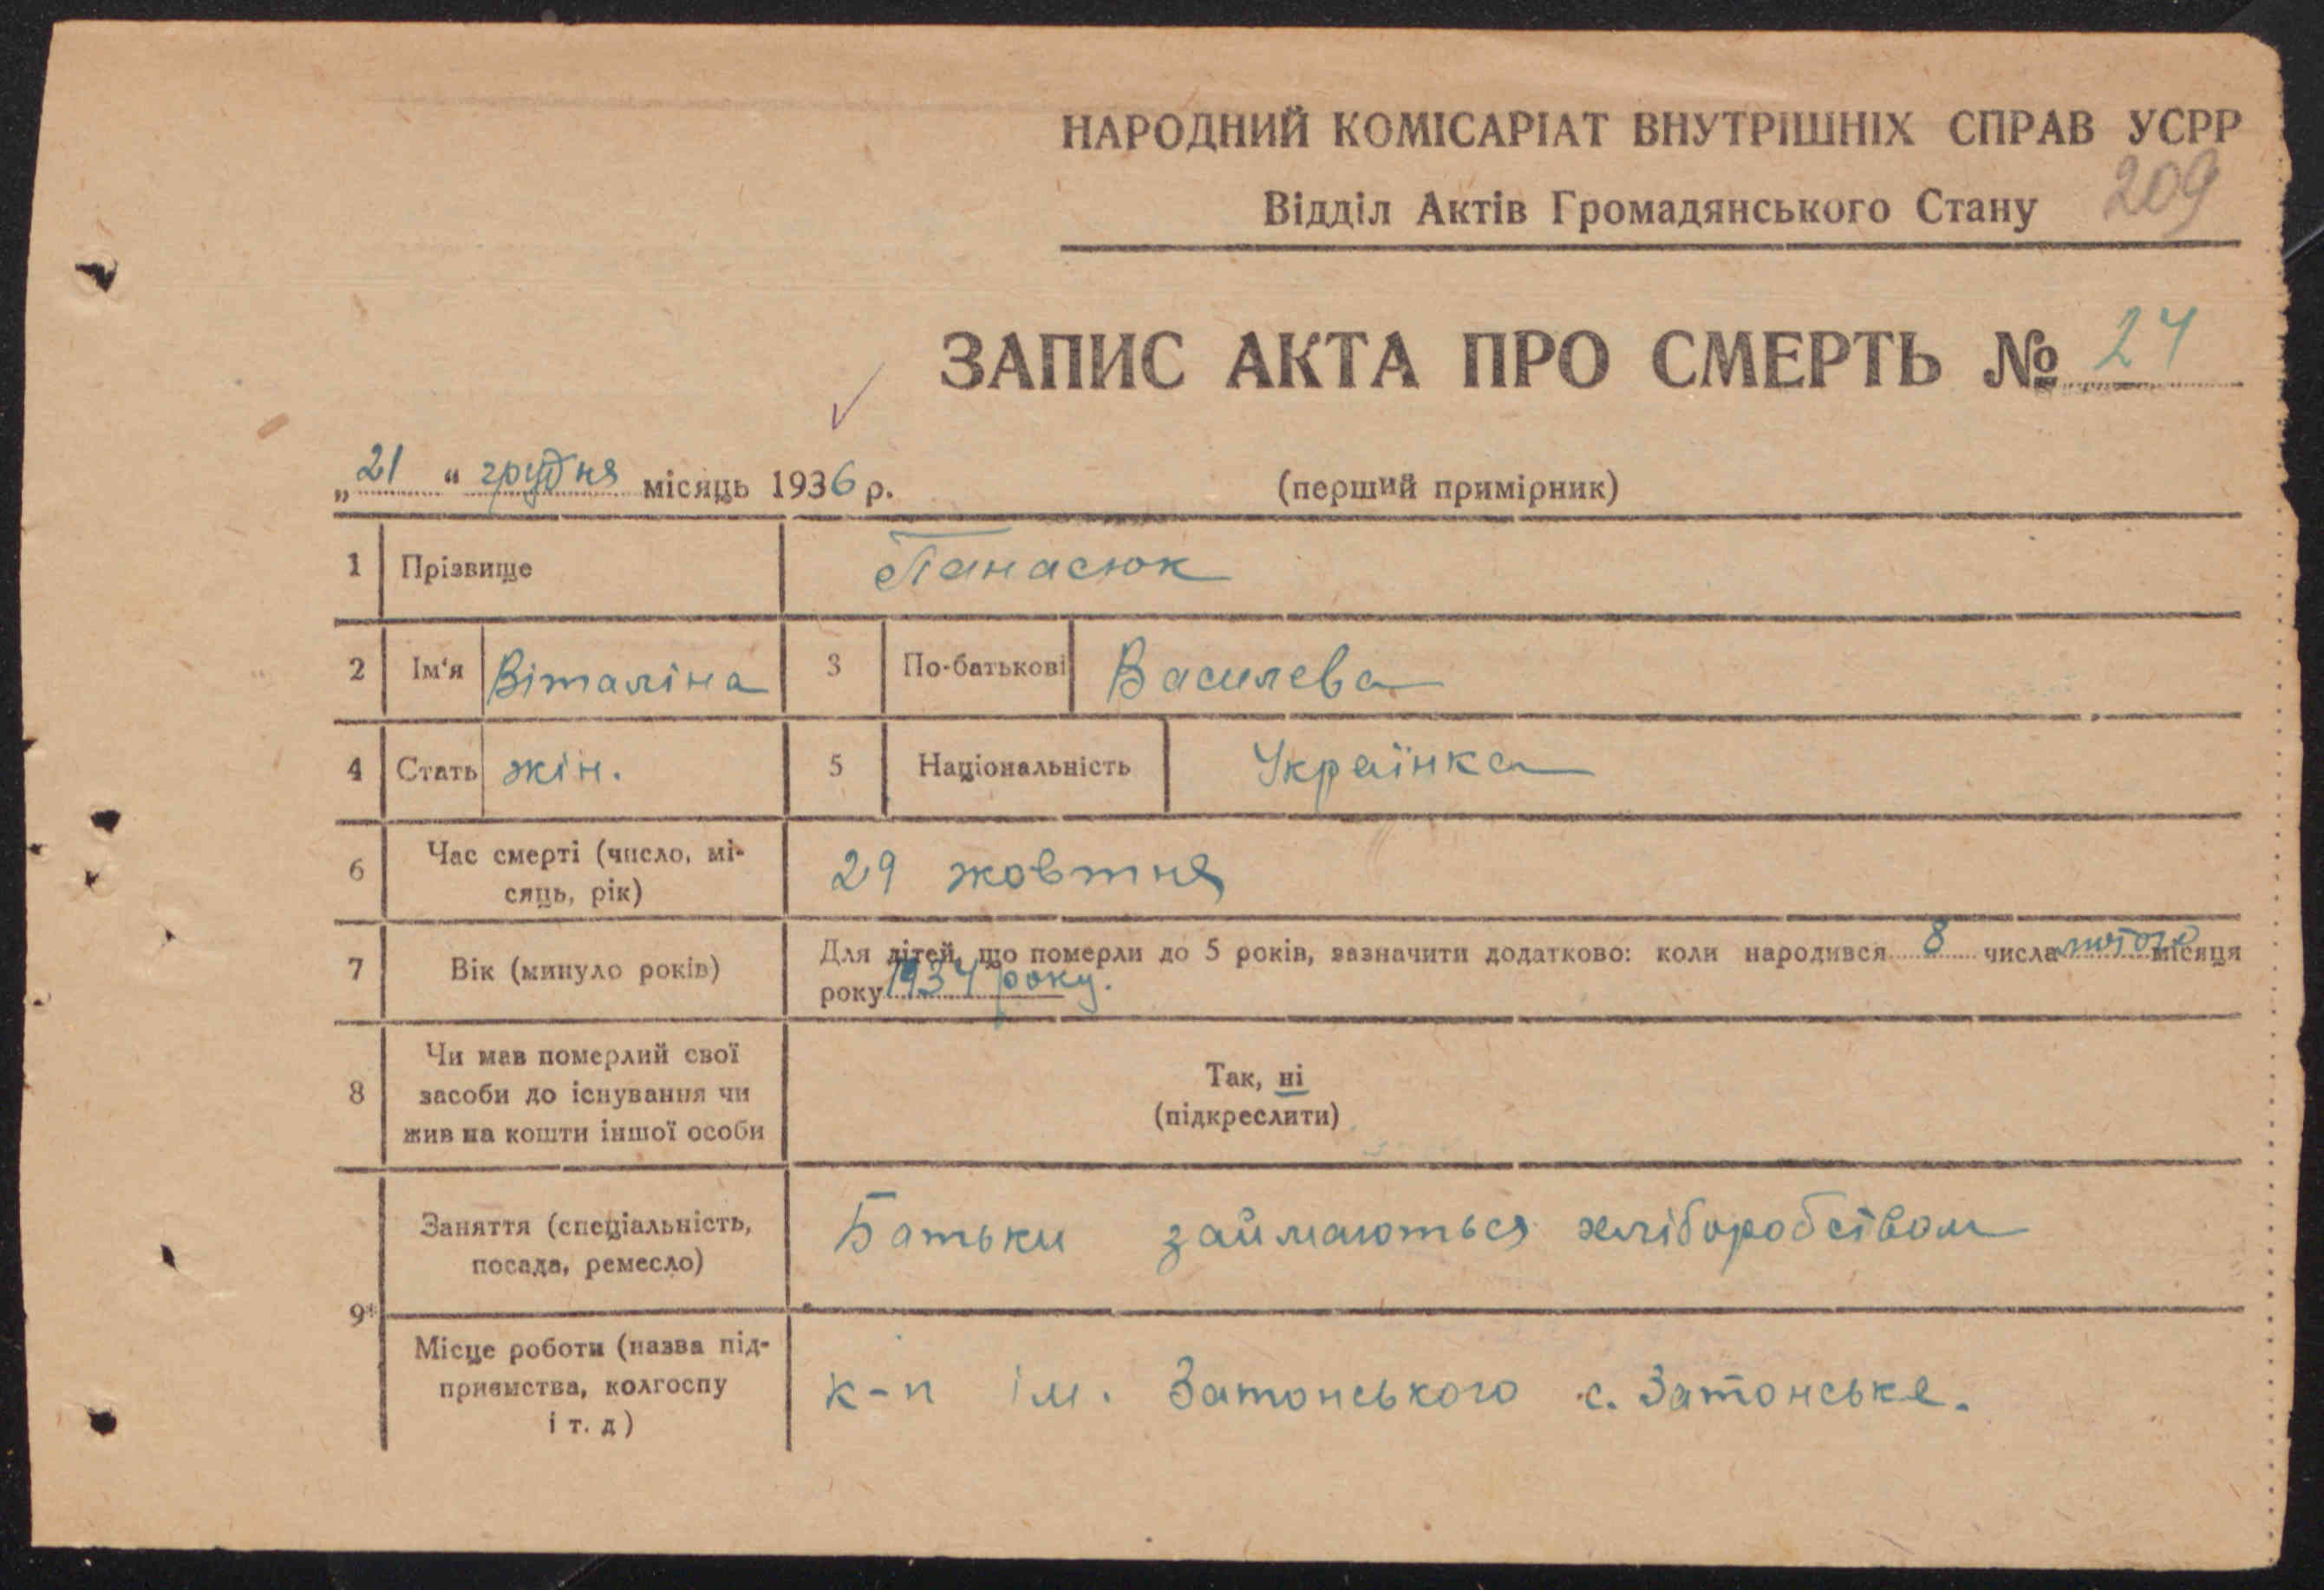 НАРОДНИЙ КОМІСАРІАТ ВНУТРІШНІХ СПРАВ УСРР
Відділ Актів Громадянського Стану 209
ЗАПИС АКТА ПРО СМЕРТЬ № 24
„21“ грудня місяць 1936 р. (перший примірник)
1 Прізвище Панасюк
2 Ім‘я Віталіна 3 По-батькові Василева
4 Стать жін. 5 Національність Українка
6 Час смерті (число, мі-
сяць, рік) 29 жовтня
7 Вік (минуло років) Для дітей, що померли до 5 років, зазначити додатково: коли народився 8 числа лютого місяця
року 1934 року.
8 Чи мав померлий свої
засоби до існування чи
жив на кошти іншої особи
Так, ні
(підкреслити)
9*
Заняття (спеціальність,
посада, ремесло) Батьки займаються хліборобством
Місце роботи (назва під-
приємства, колгоспу
і т. д) к-п ім. Затонського с. Затонське.